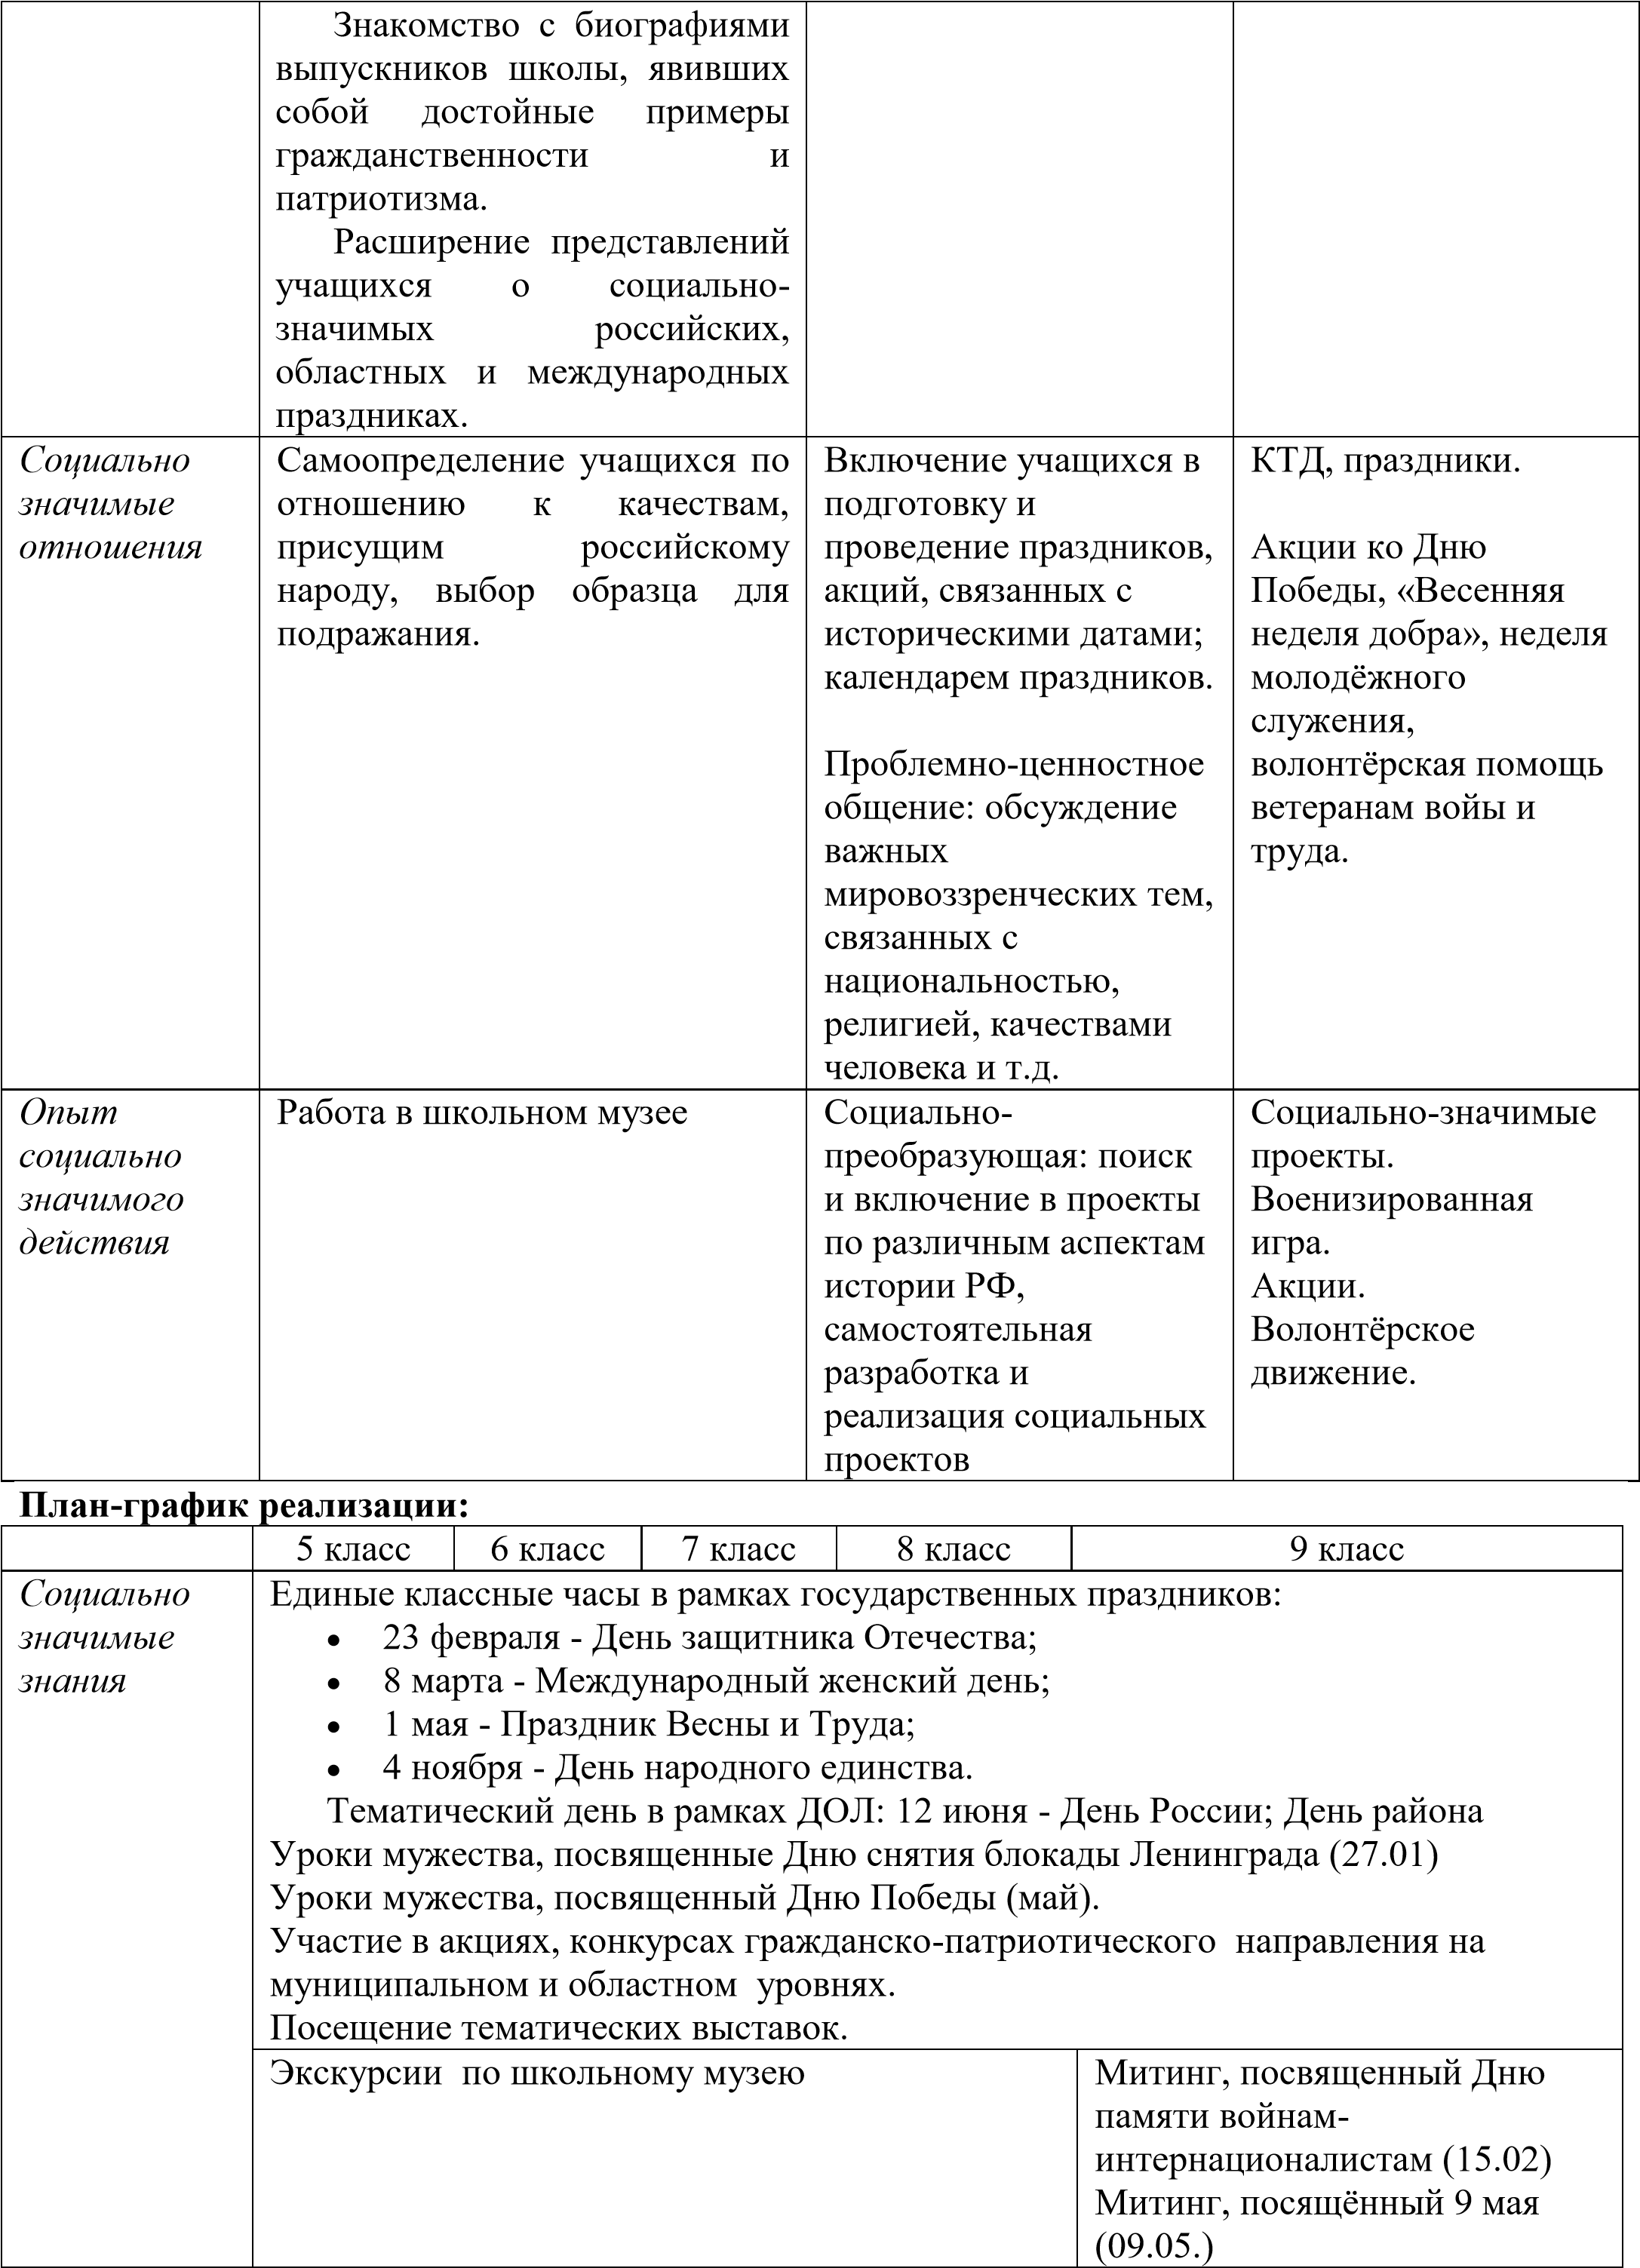 Знакомство с биографиями
выпускников школы, явивших
собой достойные примеры
гражданственности и
патриотизма.
Расширение представлений
учащихся о социально-
значимых российских,
областных и международных
праздниках.
Социально
значимые
отношения
Самоопределение учащихся по
отношению к качествам,
присущим российскому
народу, выбор образца для
подражания.
Включение учащихся в
подготовку и
проведение праздников,
акций, связанных с
историческими датами;
календарем праздников.
Проблемно-ценностное
общение: обсуждение
важных
мировоззренческих тем,
связанных с
национальностью,
религией, качествами
человека и т.д.
КТД, праздники.
Акции ко Дню
Победы, «Весенняя
неделя добра», неделя
молодёжного
служения,
волонтёрская помощь
ветеранам войы и
труда.
Опыт
социально
значимого
действия
Работа в школьном музее
Социально-
преобразующая: поиск
и включение в проекты
по различным аспектам
истории РФ,
самостоятельная
разработка и
реализация социальных
проектов
Социально-значимые
проекты.
Военизированная
игра.
Акции.
Волонтёрское
движение.
План-график реализации:
5 класс 6 класс 7 класс 8 класс 9 класс
Социально
значимые
знания
Единые классные часы в рамках государственных праздников:
• 23 февраля - День защитника Отечества;
• 8 марта - Международный женский день;
• 1 мая - Праздник Весны и Труда;
• 4 ноября - День народного единства.
Тематический день в рамках ДОЛ: 12 июня - День России; День района
Уроки мужества, посвященные Дню снятия блокады Ленинграда (27.01)
Уроки мужества, посвященный Дню Победы (май).
Участие в акциях, конкурсах гражданско-патриотического  направления на
муниципальном и областном  уровнях.
Посещение тематических выставок.
Экскурсии  по школьному музею
Митинг, посвященный Дню
памяти войнам-
интернационалистам (15.02)
Митинг, посящённый 9 мая
(09.05.)